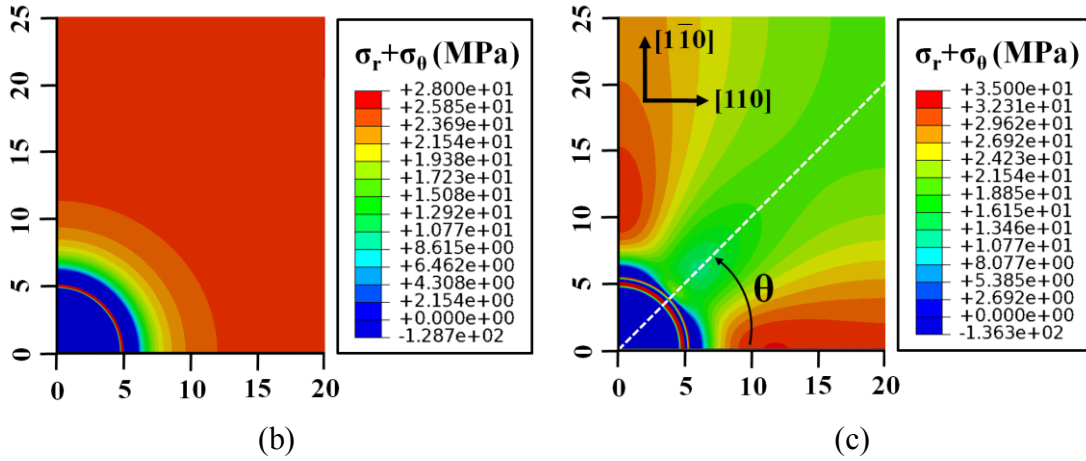 25
20
15
10
5
0
0 5 10 15 20
σr+σθ (MPa)
+2.800e+01
+2.585e+01
+2.369e+01
+2.154e+01
+1.938e+01
+1.723e+01
+1.508e+01
+1.292e+01
+1.077e+01
+8.615e+00
+6.462e+00
+4.308e+00
+2.154e+00
+0.000e+00
-1.287e+02
(b)
25
20
15
10
5
0
[11̅0]
[110]
θ
0 5 10 15 20
σr+σθ (MPa)
+3.500e+01
+3.231e+01
+2.962e+01
+2.692e+01
+2.423e+01
+2.154e+01
+1.885e+01
+1.615e+01
+1.346e+01
+1.077e+01
+8.077e+00
+5.385e+00
+2.692e+00
+0.000e+00
-1.363e+02
(c)